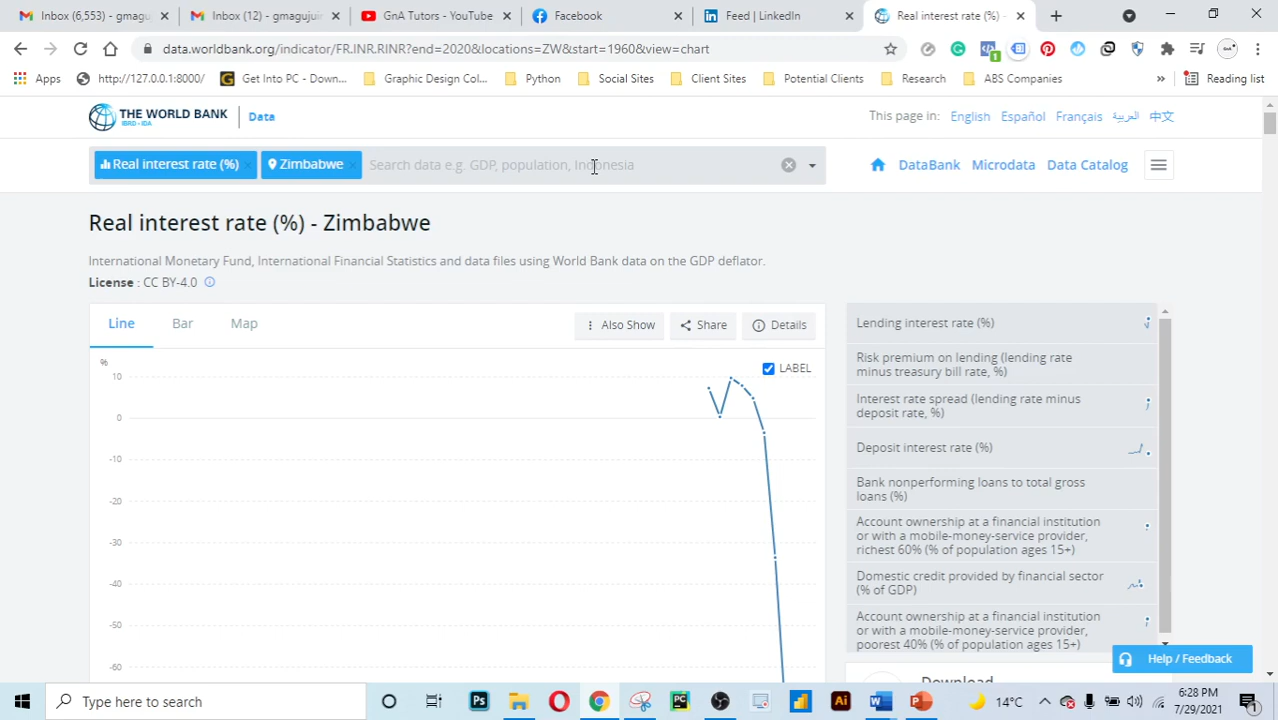 Inbox (6,553) - gmagu
Inbox (12) - gmagujuin
GnA Tutors - YouTube
Facebook
Feed | LinkedIn
Real interest rate (%) -
data.worldbank.org/indicator/FR.INR.RINR?end=2020&locations=ZW&start=1960&view=chart
1
Apps
http://127.0.0.1:8000/
Get Into PC - Down...
Graphic Design Col...
Python
Social Sites
Client Sites
Potential Clients
Research
ABS Companies
»
Reading list
THE WORLD BANK
IBRD • IDA
Data
This page in:
English
Español
Français
العربية
中文
Real interest rate (%)
Zimbabwe
Search data e.g. GDP, population, Indonesia
DataBank
Microdata
Data Catalog
Real interest rate (%) - Zimbabwe
International Monetary Fund, International Financial Statistics and data files using World Bank data on the GDP deflator.
License : CC BY-4.0
Line
Bar
Map
Also Show
Share
Details
%
LABEL
10
0
-10
-20
-30
-40
-50
-60
Lending interest rate (%)
Risk premium on lending (lending rate
minus treasury bill rate, %)
Interest rate spread (lending rate minus
deposit rate, %)
Deposit interest rate (%)
Bank nonperforming loans to total gross
loans (%)
Account ownership at a financial institution
or with a mobile-money-service provider,
richest 60% (% of population ages 15+)
Domestic credit provided by financial sector
(% of GDP)
Account ownership at a financial institution
or with a mobile-money-service provider,
poorest 40% (% of population ages 15+)
Help / Feedback
Download
Type here to search
Ps
PC
Ai
14°C
6:28 PM
7/29/2021
1